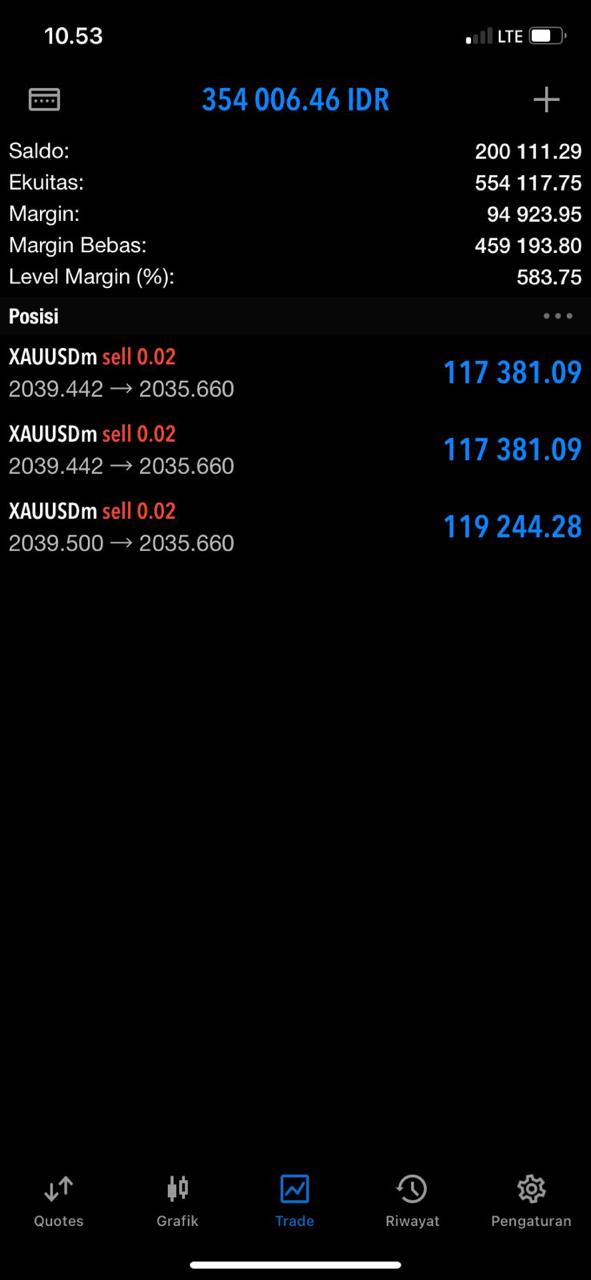 10.53
LTE
354 006.46 IDR
Saldo: 200 111.29
Ekuitas: 554 117.75
Margin: 94 923.95
Margin Bebas: 459 193.80
Level Margin (%): 583.75
Posisi
XAUUSDm sell 0.02
2039.442 → 2035.660
117 381.09
XAUUSDm sell 0.02
2039.442 → 2035.660
117 381.09
XAUUSDm sell 0.02
2039.500 → 2035.660
119 244.28
Quotes
Grafik
Trade
Riwayat
Pengaturan